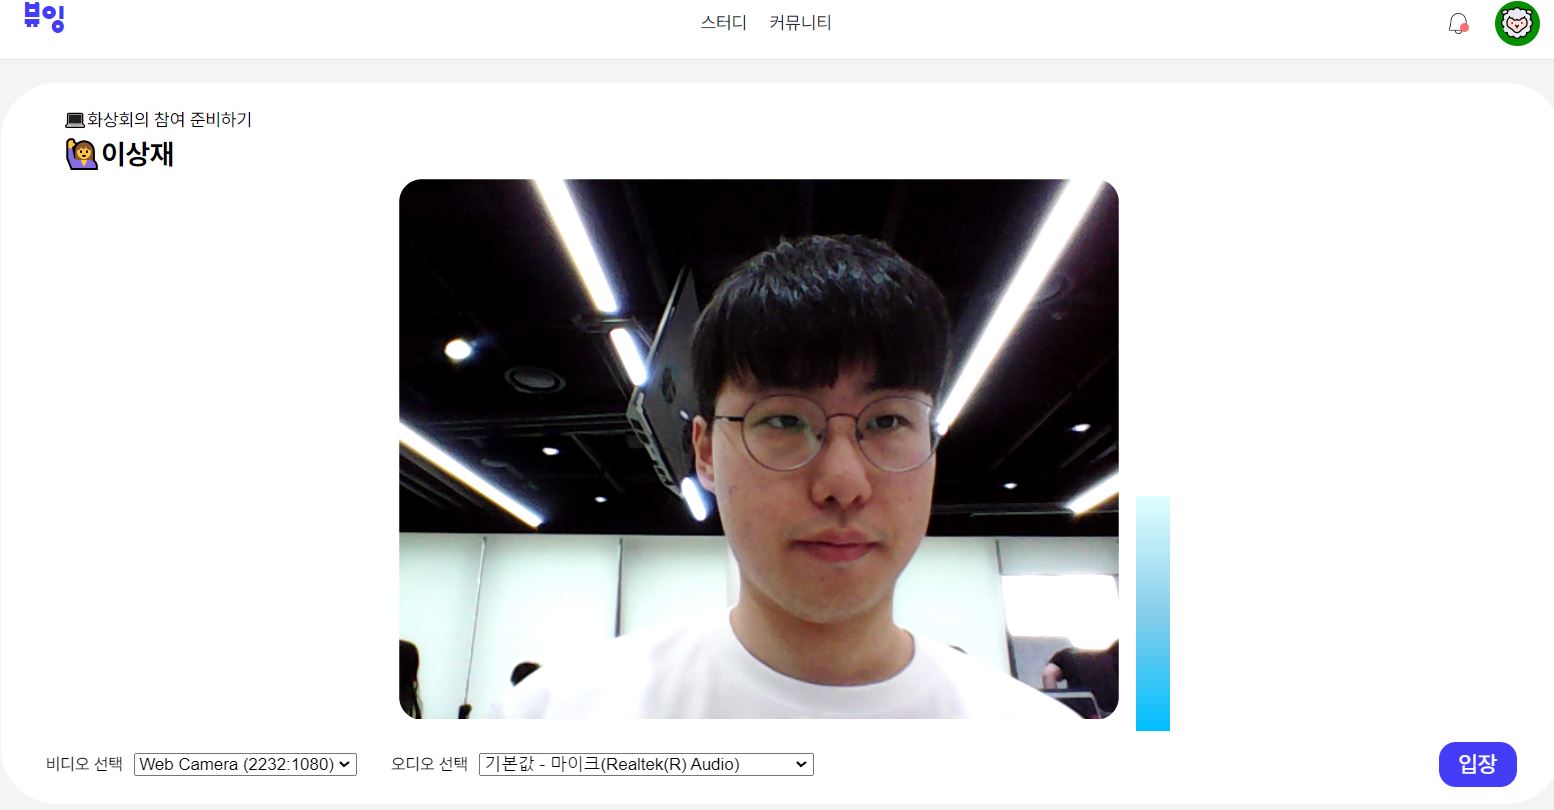 뷰잉
스터디 커뮤니티
화상회의 참여 준비하기
이상재
비디오 선택 Web Camera (2232:1080) 오디오 선택 기본값 - 마이크(Realtek(R) Audio) 입장